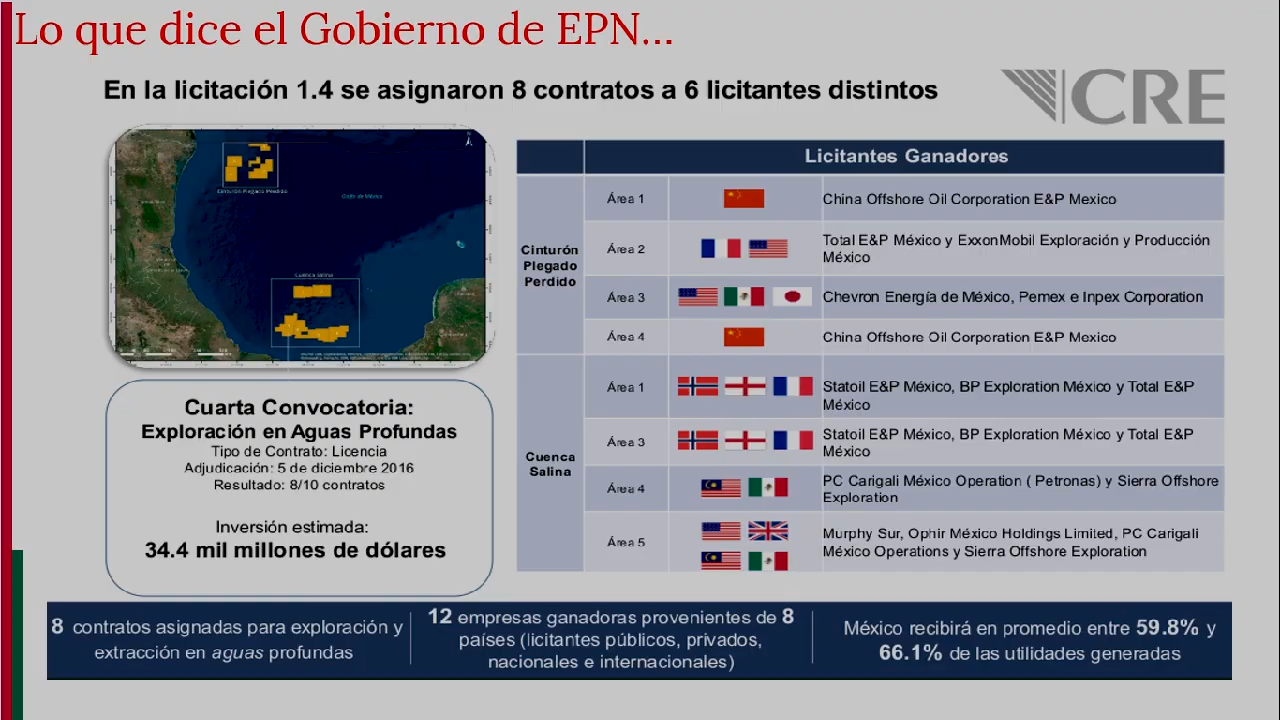 Lo que dice el Gobierno de EPN...
En la licitación 1.4 se asignaron 8 contratos a 6 licitantes distintos
CRE
Cinturón Plegado Perdido
Golfo de México
Cuenca Salina
Cuarta Convocatoria:
Exploración en Aguas Profundas
Tipo de Contrato: Licencia
Adjudicación: 5 de diciembre 2016
Resultado: 8/10 contratos
Inversión estimada:
34.4 mil millones de dólares
Licitantes Ganadores
Cinturón
Plegado
Perdido
Área 1
China Offshore Oil Corporation E&P Mexico
Área 2
Total E&P México y ExxonMobil Exploración y Producción
México
Área 3
Chevron Energía de México, Pemex e Inpex Corporation
Área 4
China Offshore Oil Corporation E&P Mexico
Cuenca
Salina
Área 1
Statoil E&P México, BP Exploration México y Total E&P
México
Área 3
Statoil E&P México, BP Exploration México y Total E&P
México
Área 4
PC Carigali México Operation ( Petronas) y Sierra Offshore
Exploration
Área 5
Murphy Sur, Ophir México Holdings Limited, PC Carigali
México Operations y Sierra Offshore Exploration
8 contratos asignadas para exploración y
extracción en aguas profundas
12 empresas ganadoras provenientes de 8
países (licitantes públicos, privados,
nacionales e internacionales)
México recibirá en promedio entre 59.8% y
66.1% de las utilidades generadas